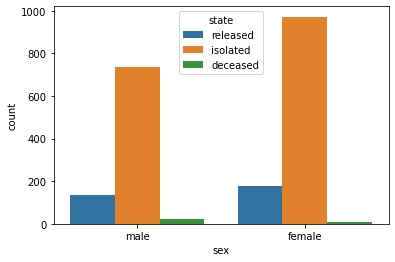 state
released
isolated
deceased
1000
800
600
400
200
0
count
male
female
sex